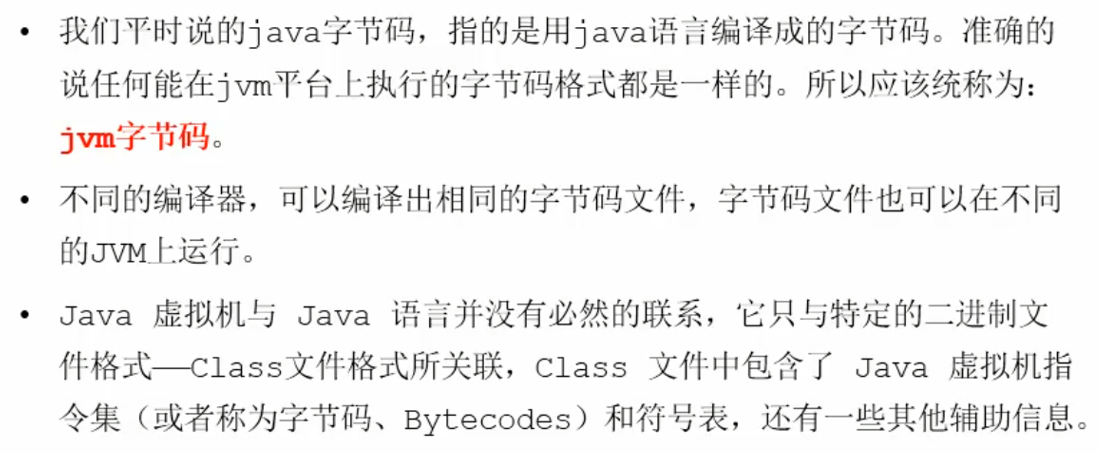 • 我们平时说的java字节码，指的是用java语言编译成的字节码。准确的
说任何能在jvm平台上执行的字节码格式都是一样的。所以应该统称为：
jvm字节码。
• 不同的编译器，可以编译出相同的字节码文件，字节码文件也可以在不同
的JVM上运行。
• Java 虚拟机与 Java 语言并没有必然的联系，它只与特定的二进制文
件格式—Class文件格式所关联，Class 文件中包含了 Java 虚拟机指
令集（或者称为字节码、Bytecodes）和符号表，还有一些其他辅助信息。